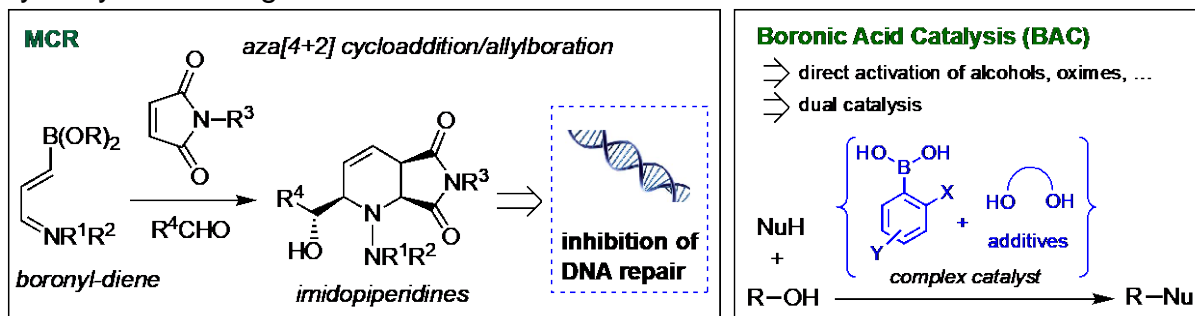 MCR
aza[4+2] cycloaddition/allylboration
O
N–R³
O
B(OR)₂
NR¹R²
boronyl-diene
R⁴CHO
R⁴
HO
N
NR¹R²
O
NR³
O
imidopiperidines
inhibition of
DNA repair
Boronic Acid Catalysis (BAC)
direct activation of alcohols, oximes, ...
dual catalysis
HO
B
OH
X
Y
+
HO
OH
additives
complex catalyst
NuH
+
R–OH
R–Nu